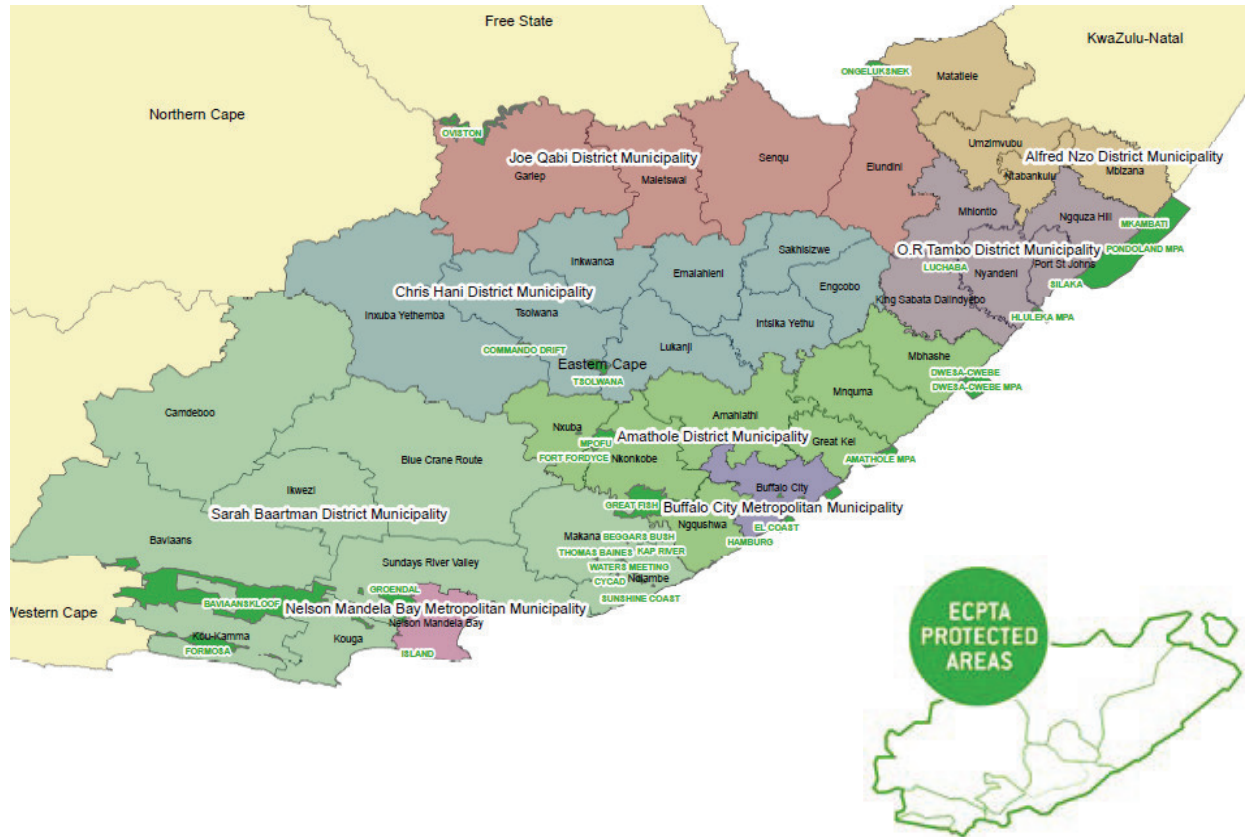 Free State
KwaZulu-Natal
Northern Cape
ONGELUKSNEK
Matatiele
OVISTON
Umzimvubu
Joe Qabi District Municipality
Senqu
Elundini
Alfred Nzo District Municipality
Gariep
Maletswai
Ntabankulu
Mbizana
Mhlontlo
Ngquza Hill
MKAMBATI
Sakhisizwe
O.R Tambo District Municipality
PONDOLAND MPA
Inkwanca
Emalahleni
LUCHABA
Nyandeni
Port St Johns
SILAKA
Chris Hani District Municipality
Engcobo
King Sabata Dalindyebo
Inxuba Yethemba
Tsolwana
Intsika Yethu
HLULEKA MPA
COMMANDO DRIFT
Lukanji
Mbhashe
Eastern Cape
TSOLWANA
DWESA-CWEBE
DWESA-CWEBE MPA
Mnquma
Camdeboo
Amahlathi
Nxuba
Amathole District Municipality
Great Kei
MPOFU
FORT FORDYCE
Nkonkobe
AMATHOLE MPA
Blue Crane Route
Ikwezi
Buffalo City
GREAT FISH
Buffalo City Metropolitan Municipality
Sarah Baartman District Municipality
Ngqushwa
EL COAST
Makana
BEGGARS BUSH
HAMBURG
Baviaans
THOMAS BAINES
KAP RIVER
Sundays River Valley
WATERS MEETING
CYCAD
Ndlambe
GROENDAL
SUNSHINE COAST
BAVIAANSKLOOF
Nelson Mandela Bay Metropolitan Municipality
Western Cape
Nelson Mandela Bay
Kou-Kamma
Kouga
FORMOSA
ISLAND
ECPTA
PROTECTED
AREAS